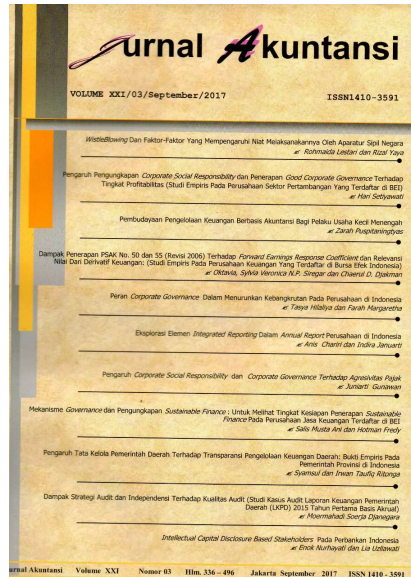 Jurnal Akuntansi
VOLUME XXI/03/September/2017 ISSN1410-3591
WistleBlowing Dan Faktor-Faktor Yang Mempengaruhi Niat Melaksanakannya Oleh Aparatur Sipil Negara
Rohmaida Lestari dan Rizal Yaya
Pengaruh Pengungkapan Corporate Social Responsibility dan Penerapan Good Corporate Governance Terhadap
Tingkat Profitabilitas (Studi Empiris Pada Perusahaan Sektor Pertambangan Yang Terdaftar di BEI)
Hari Setiyawati
Pembudayaan Pengelolaan Keuangan Berbasis Akuntansi Bagi Pelaku Usaha Kecil Menengah
Zarah Puspitaningtyas
Dampak Penerapan PSAK No. 50 dan 55 (Revisi 2006) Terhadap Forward Earnings Response Coefficient dan Relevansi
Nilai Dari Derivatif Keuangan: (Studi Empiris Pada Perusahaan Keuangan Yang Terdaftar di Bursa Efek Indonesia)
Oktavia, Sylvia Veronica N.P. Siregar dan Chaerul D. Djakman
Peran Corporate Governance Dalam Menurunkan Kebangkrutan Pada Perusahaan di Indonesia
Tasya Hilaliya dan Farah Margaretha
Eksplorasi Elemen Integrated Reporting Dalam Annual Report Perusahaan di Indonesia
Anis Chariri dan Indira Januarti
Pengaruh Corporate Social Responsibility dan Corporate Governance Terhadap Agresivitas Pajak
Juniarti Gunawan
Mekanisme Governance dan Pengungkapan Sustainable Finance : Untuk Melihat Tingkat Kesiapan Penerapan Sustainable
Finance Pada Perusahaan Jasa Keuangan Terdaftar di BEI
Salis Musta Ani dan Hotman Fredy
Pengaruh Tata Kelola Pemerintah Daerah Terhadap Transparansi Pengelolaan Keuangan Daerah: Bukti Empiris Pada
Pemerintah Provinsi di Indonesia
Syamsul dan Irwan Taufiq Ritonga
Dampak Strategi Audit dan Independensi Terhadap Kualitas Audit (Studi Kasus Audit Laporan Keuangan Pemerintah
Daerah (LKPD) 2015 Tahun Pertama Basis Akrual)
Moermahadi Soerja Djanegara
Intellectual Capital Disclosure Based Stakeholders Pada Perbankan Indonesia
Enok Nurhayati dan Lia Uzliawati
urnal Akuntansi Volume XXI Nomor 03 Hlm. 336 – 496 Jakarta September 2017 ISSN 1410 - 3591